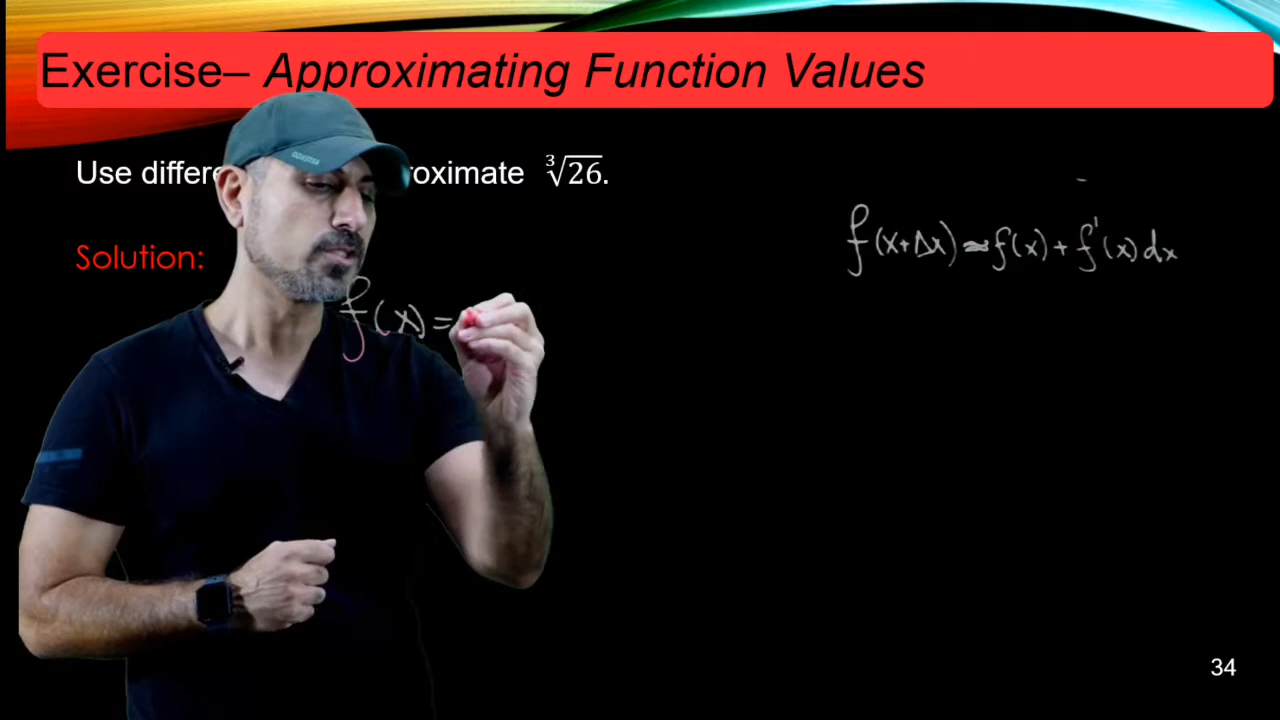 Exercise– Approximating Function Values
Use differe roximate ∛26.
f(x+Δx)≈f(x)+f'(x)dx
Solution:
f(x)=
34